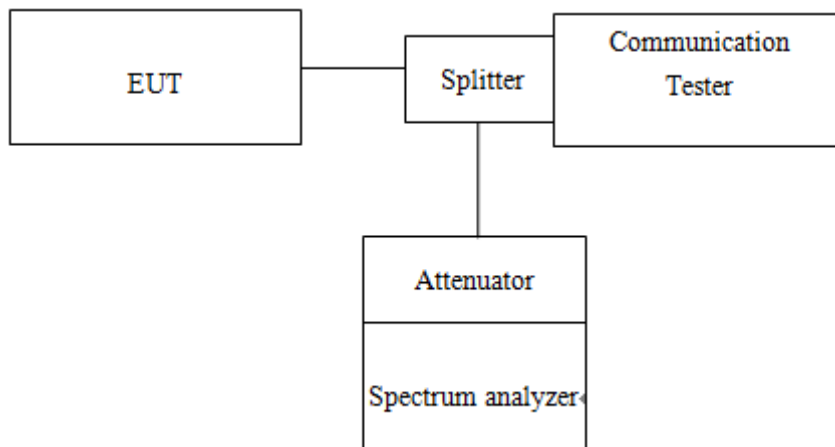 EUT
Splitter
Communication
Tester
Attenuator
Spectrum analyzer